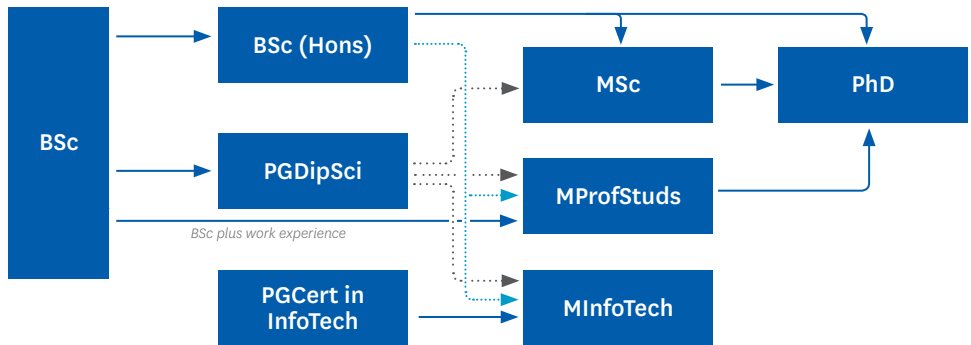 BSc
BSc (Hons)
PGDipSci
BSc plus work experience
PGCert in
InfoTech
MSc
MProfStuds
MInfoTech
PhD